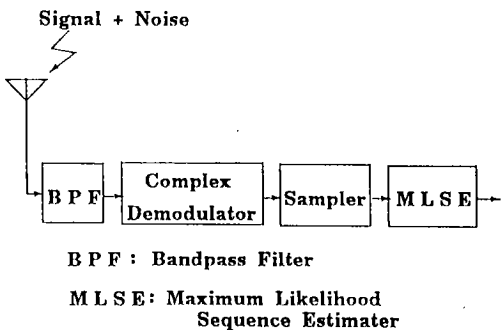 Signal + Noise
B P F
Complex
Demodulator
Sampler
M L S E
B P F : Bandpass Filter
M L S E: Maximum Likelihood
Sequence Estimater